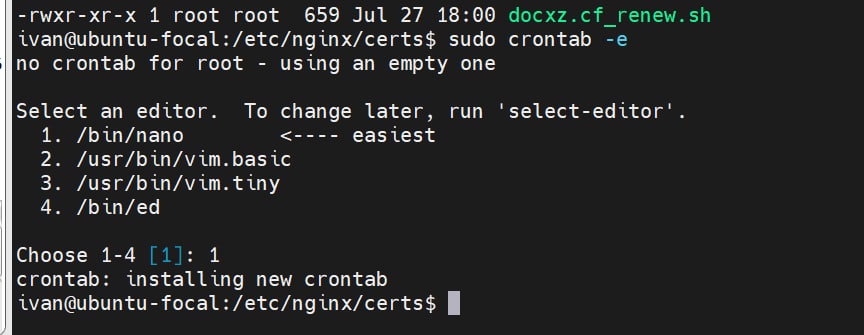 -rwxr-xr-x 1 root root  659 Jul 27 18:00 docxz.cf_renew.sh
ivan@ubuntu-focal:/etc/nginx/certs$ sudo crontab -e
no crontab for root - using an empty one

Select an editor.  To change later, run 'select-editor'.
  1. /bin/nano        <---- easiest
  2. /usr/bin/vim.basic
  3. /usr/bin/vim.tiny
  4. /bin/ed

Choose 1-4 [1]: 1
crontab: installing new crontab
ivan@ubuntu-focal:/etc/nginx/certs$